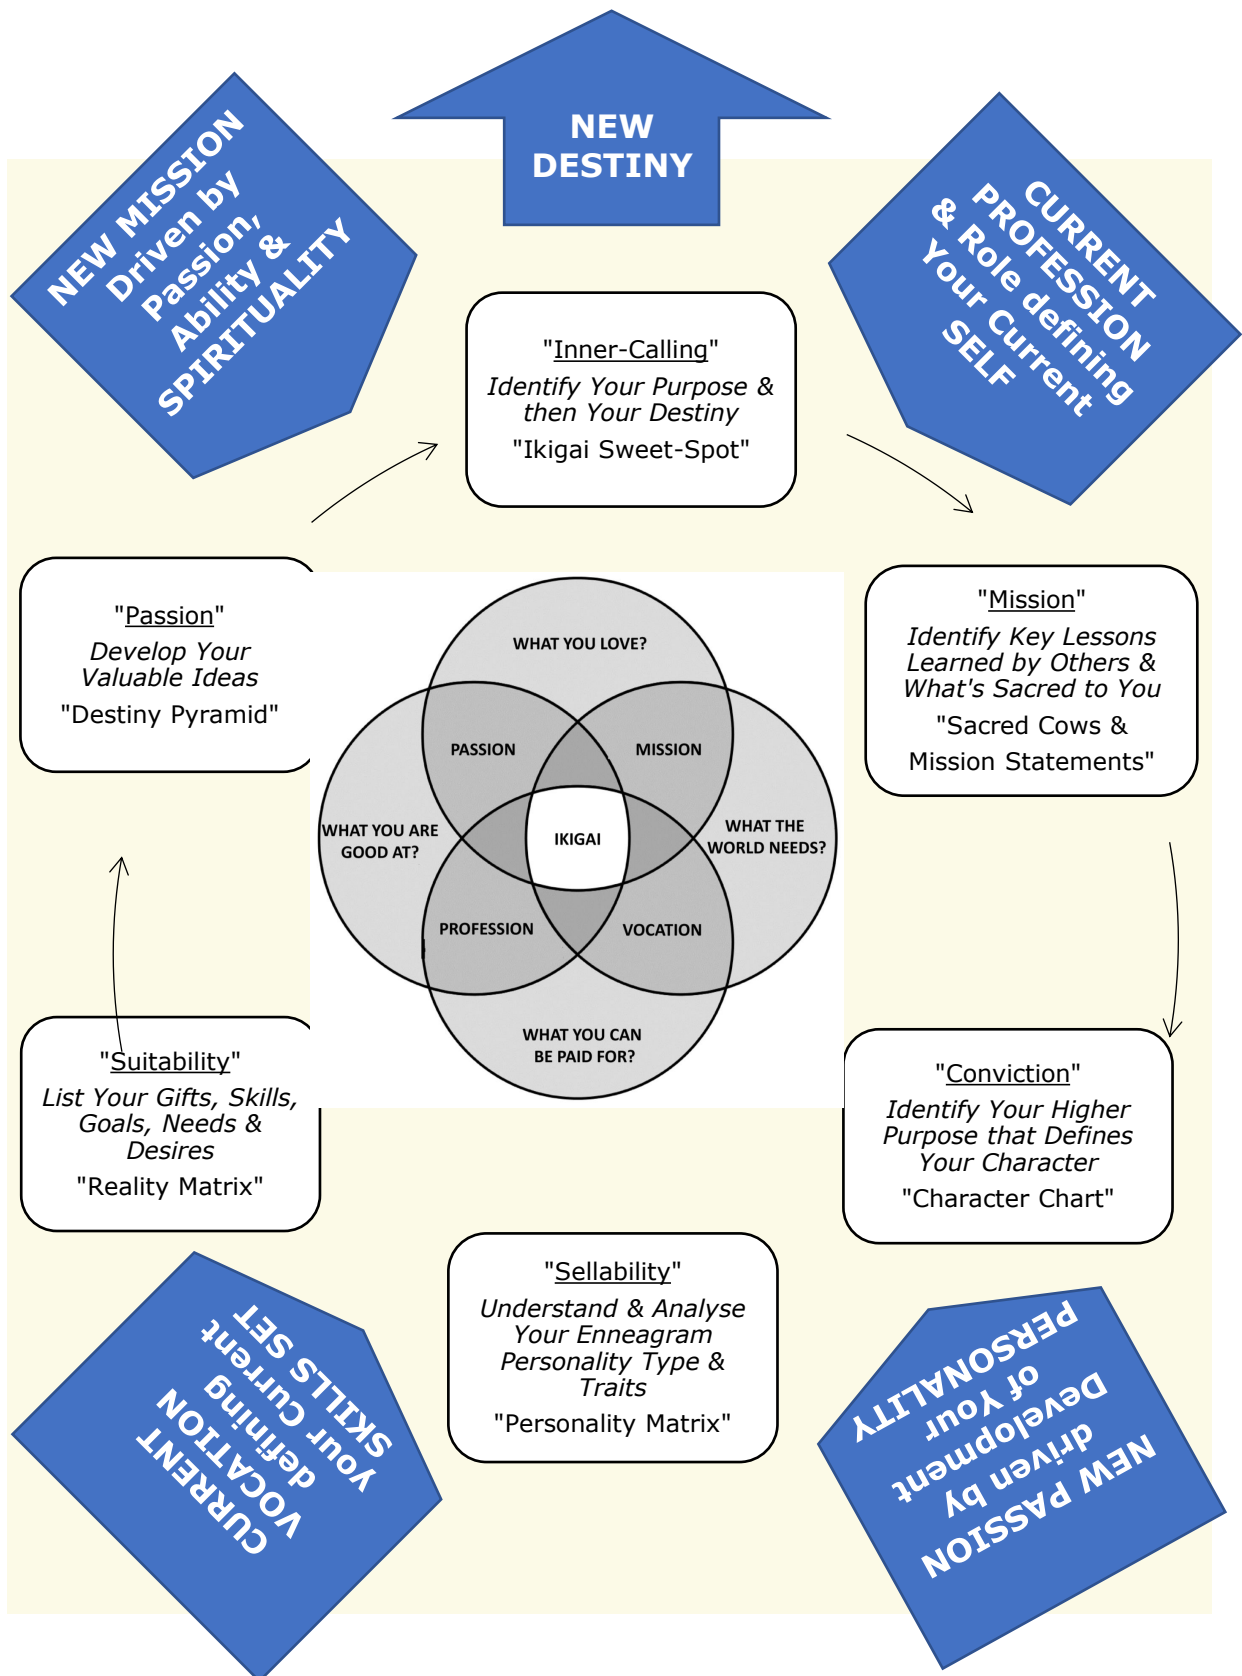 NEW
DESTINY
NEW MISSION
Driven by
Passion,
Ability &
SPIRITUALITY
CURRENT
PROFESSION
& Role defining
Your Current
SELF
"Inner-Calling"
Identify Your Purpose &
then Your Destiny
"Ikigai Sweet-Spot"
"Passion"
Develop Your
Valuable Ideas
"Destiny Pyramid"
"Mission"
Identify Key Lessons
Learned by Others &
What's Sacred to You
"Sacred Cows &
Mission Statements"
WHAT YOU LOVE?
PASSION
MISSION
WHAT YOU ARE
GOOD AT?
IKIGAI
WHAT THE
WORLD NEEDS?
PROFESSION
VOCATION
WHAT YOU CAN
BE PAID FOR?
"Suitability"
List Your Gifts, Skills,
Goals, Needs &
Desires
"Reality Matrix"
"Conviction"
Identify Your Higher
Purpose that Defines
Your Character
"Character Chart"
"Sellability"
Understand & Analyse
Your Enneagram
Personality Type &
Traits
"Personality Matrix"
CURRENT
VOCATION
defining
your Current
SKILLS SET
NEW PASSION
driven by
Development
of Your
PERSONALITY